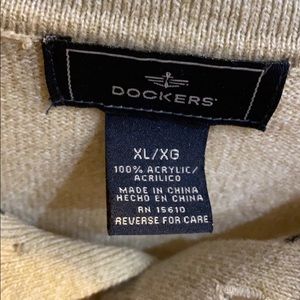 DOCKERS
XL/XG
100% ACRYLIC/
ACRILICO
MADE IN CHINA
HECHO EN CHINA
RN 15610
REVERSE FOR CARE